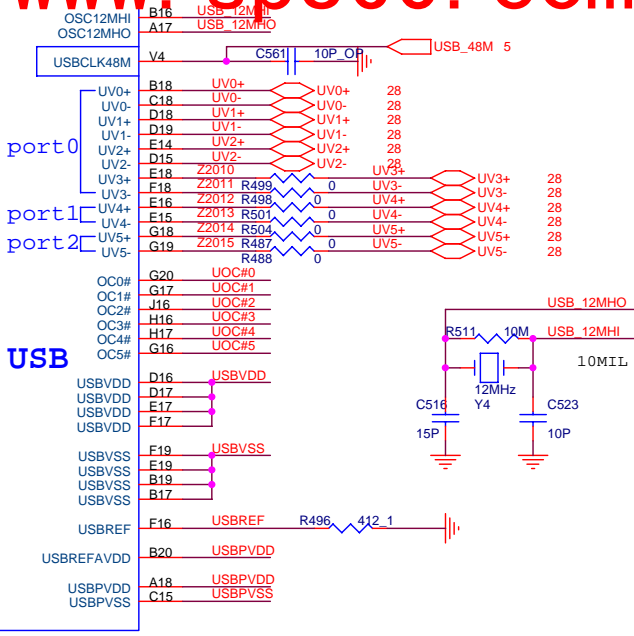 OSC12MHI B16 USB_12MHI
OSC12MHO A17 USB_12MHO
USBCLK48M V4 C561 10P_OP USB_48M 5
UV0+ B18 UV0+ UV0+ 28
UV0- C18 UV0- UV0- 28
UV1+ D18 UV1+ UV1+ 28
UV1- D19 UV1- UV1- 28
UV2+ E14 UV2+ UV2+ 28
UV2- D15 UV2- UV2- 28
UV3+ E18 Z2010 UV3+ UV3+ 28
UV3- F18 Z2011 R499 0 UV3- UV3- 28
UV4+ E16 Z2012 R498 0 UV4+ UV4+ 28
UV4- E15 Z2013 R501 0 UV4- UV4- 28
UV5+ G18 Z2014 R504 0 UV5+ UV5+ 28
UV5- G19 Z2015 R487 0 UV5- UV5- 28
R488 0
port0
port1
port2
OC0# G20 UOC#0
OC1# G17 UOC#1
OC2# J16 UOC#2
OC3# H16 UOC#3
OC4# H17 UOC#4
OC5# G16 UOC#5
USB
USBVDD D16 USBVDD
USBVDD D17
USBVDD E17
USBVDD F17
USBVSS F19 USBVSS
USBVSS E19
USBVSS B19
USBVSS B17
USBREF F16 USBREF R496 412_1
USBREFAVDD B20 USBPVDD
USBPVDD A18 USBPVDD
USBPVSS C15 USBPVSS
USB_12MHO
R511 10M USB_12MHI
10MIL
12MHz
C516 Y4 C523
15P 10P